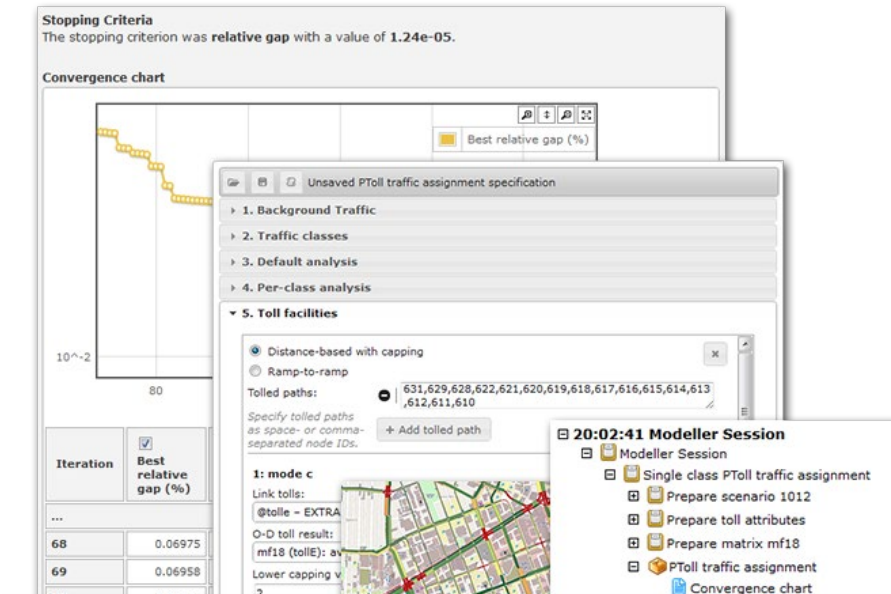 Stopping Criteria
The stopping criterion was relative gap with a value of 1.24e-05.
Convergence chart
Best relative gap (%)
10^-2
80
Iteration
Best
relative
gap (%)
...
68 0.06975
69 0.06958
Unsaved PToll traffic assignment specification
1. Background Traffic
2. Traffic classes
3. Default analysis
4. Per-class analysis
5. Toll facilities
Distance-based with capping
Ramp-to-ramp
Tolled paths:
631,629,628,622,621,620,619,618,617,616,615,614,613
,612,611,610
Specify tolled paths
as space- or comma-
separated node IDs.
+ Add tolled path
1: mode c
Link tolls:
@tolle – EXTRA
O-D toll result:
mf18 (tollE): av
Lower capping v
20:02:41 Modeller Session
Modeller Session
Single class PToll traffic assignment
Prepare scenario 1012
Prepare toll attributes
Prepare matrix mf18
PToll traffic assignment
Convergence chart